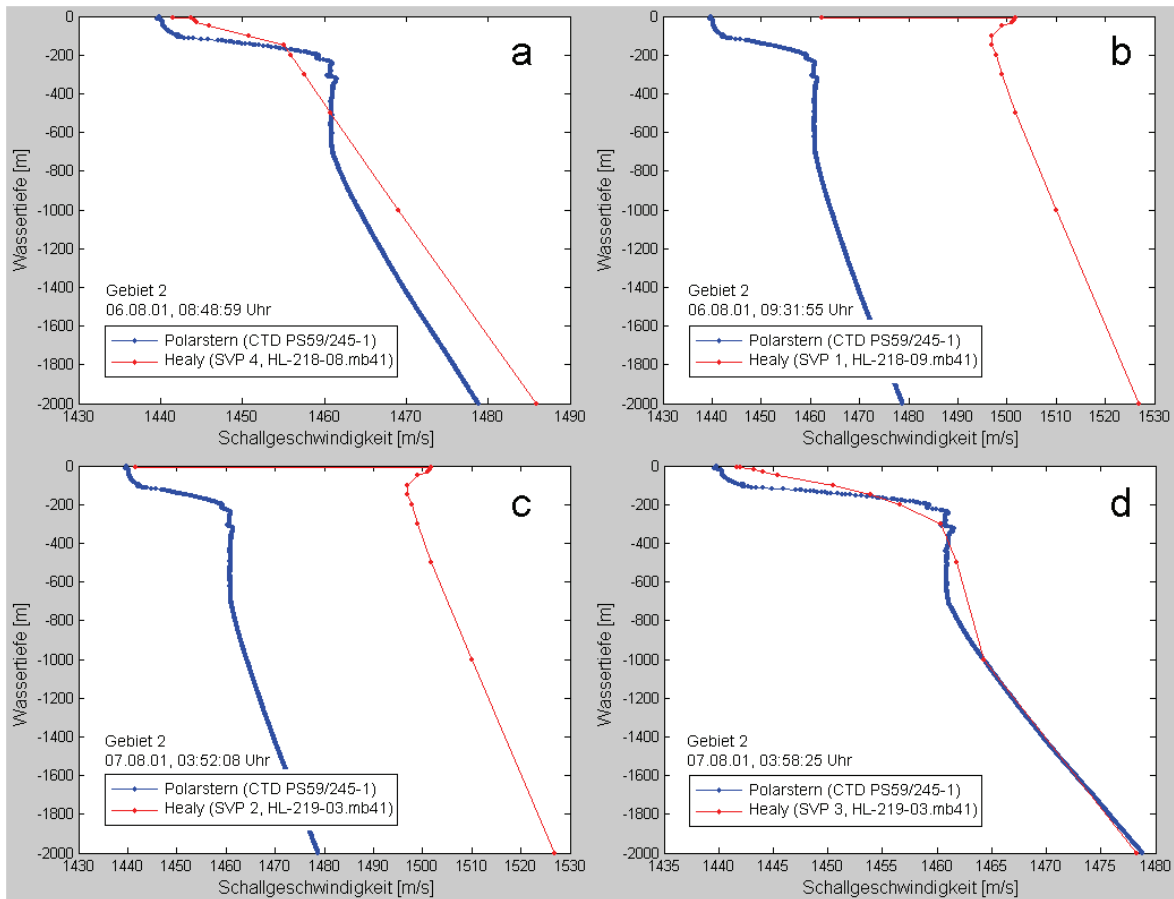 a
0
-200
-400
-600
-800
-1000
-1200
-1400
-1600
-1800
-2000
Wassertiefe [m]
Gebiet 2
06.08.01, 08:48:59 Uhr
Polarstern (CTD PS59/245-1)
Healy (SVP 4, HL-218-08.mb41)
1430 1440 1450 1460 1470 1480 1490
Schallgeschwindigkeit [m/s]
b
0
-200
-400
-600
-800
-1000
-1200
-1400
-1600
-1800
-2000
Wassertiefe [m]
Gebiet 2
06.08.01, 09:31:55 Uhr
Polarstern (CTD PS59/245-1)
Healy (SVP 1, HL-218-09.mb41)
1430 1440 1450 1460 1470 1480 1490 1500 1510 1520 1530
Schallgeschwindigkeit [m/s]
c
0
-200
-400
-600
-800
-1000
-1200
-1400
-1600
-1800
-2000
Wassertiefe [m]
Gebiet 2
07.08.01, 03:52:08 Uhr
Polarstern (CTD PS59/245-1)
Healy (SVP 2, HL-219-03.mb41)
1430 1440 1450 1460 1470 1480 1490 1500 1510 1520 1530
Schallgeschwindigkeit [m/s]
d
0
-200
-400
-600
-800
-1000
-1200
-1400
-1600
-1800
-2000
Wassertiefe [m]
Gebiet 2
07.08.01, 03:58:25 Uhr
Polarstern (CTD PS59/245-1)
Healy (SVP 3, HL-219-03.mb41)
1435 1440 1445 1450 1455 1460 1465 1470 1475 1480
Schallgeschwindigkeit [m/s]